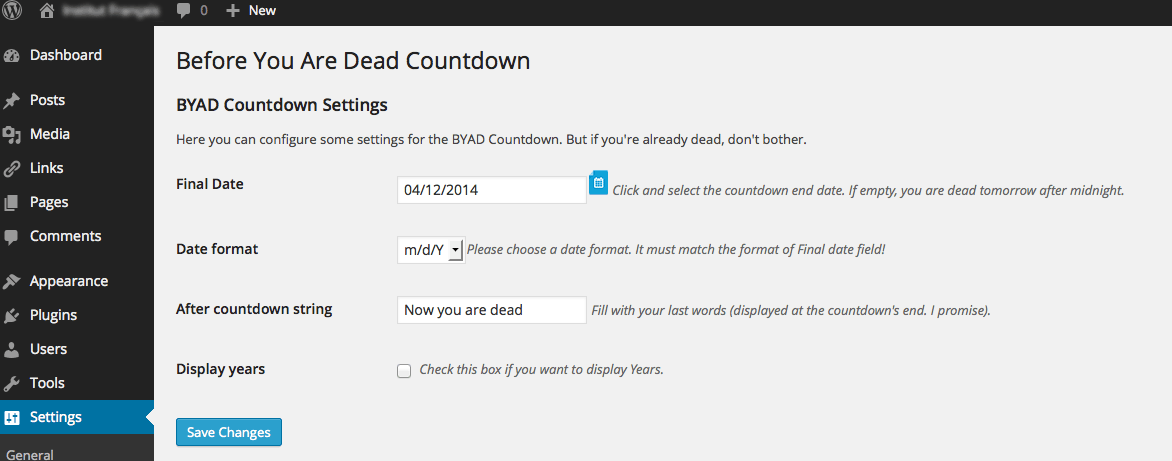 0 New
Dashboard
Posts
Media
Links
Pages
Comments
Appearance
Plugins
Users
Tools
Settings
General
Before You Are Dead Countdown
BYAD Countdown Settings
Here you can configure some settings for the BYAD Countdown. But if you're already dead, don't bother.
Final Date 04/12/2014 Click and select the countdown end date. If empty, you are dead tomorrow after midnight.
Date format m/d/Y Please choose a date format. It must match the format of Final date field!
After countdown string Now you are dead Fill with your last words (displayed at the countdown's end. I promise).
Display years Check this box if you want to display Years.
Save Changes